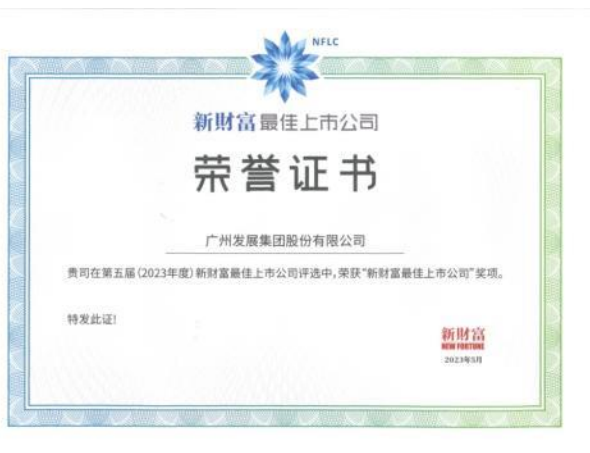 NFLC
新財富最佳上市公司
荣誉证书
广州发展集团股份有限公司
贵司在第五届(2023年度)新财富最佳上市公司评选中,荣获"新财富最佳上市公司"奖项。
特发此证!
新財富
NEW FORTUNE
2023年5月